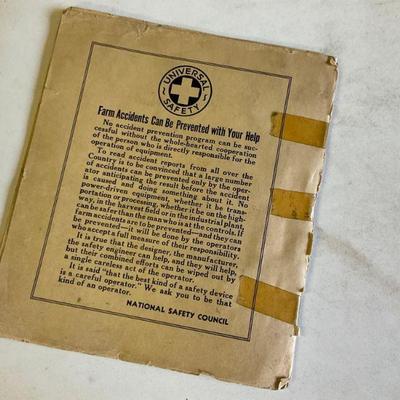 UNIVERSAL
SAFETY
Farm Accidents Can Be Prevented with Your Help
No accident prevention program can be suc-
cessful without the whole-hearted cooperation
of the person who is directly responsible for the
operation of equipment.
To read accident reports from all over the
Country is to be convinced that a large number
of accidents can be prevented only by the oper-
ator anticipating the result before the accident
is caused and doing something about it. No
power-driven equipment, whether it be trans-
portation or processing, whether it be on the high-
way, in the harvest field or in the industrial plant,
can be safer than the man who is at the controls. If
farm accidents are to be prevented—and they can
be prevented—it will be done by the operators
who accept a full measure of their responsibility.
It is true that the designer, the manufacturer,
the safety engineer can help, and they will help,
but their combined efforts can be wiped out by
a single careless act of the operator.
It is said "that the best kind of a safety device
is a careful operator." We ask you to be that
kind of an operator.
NATIONAL SAFETY COUNCIL